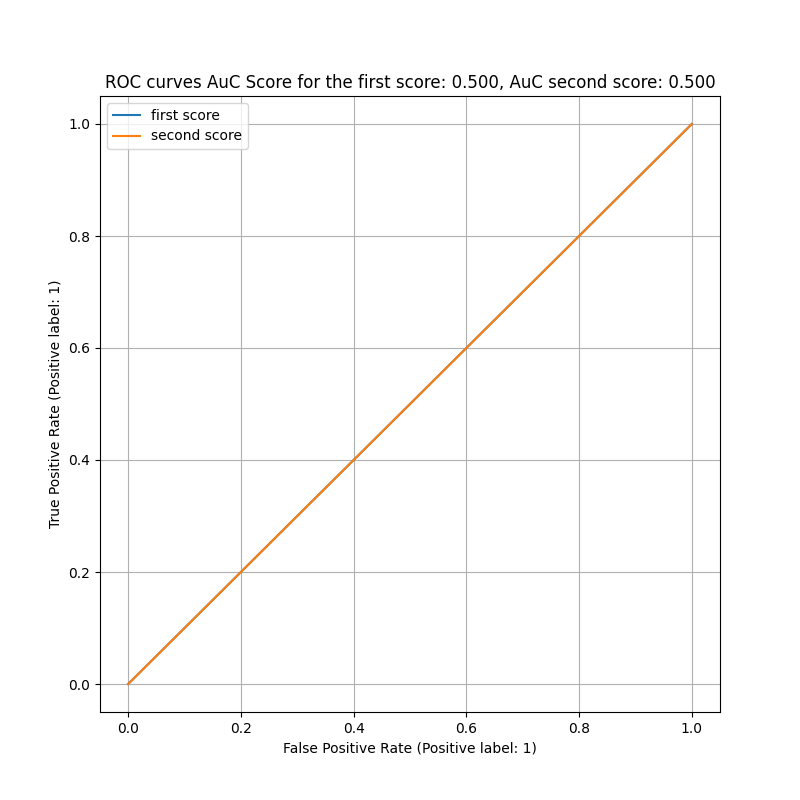 ROC curves AuC Score for the first score: 0.500, AuC second score: 0.500
first score
second score
1.0
0.8
0.6
0.4
0.2
0.0
True Positive Rate (Positive label: 1)
0.0 0.2 0.4 0.6 0.8 1.0
False Positive Rate (Positive label: 1)